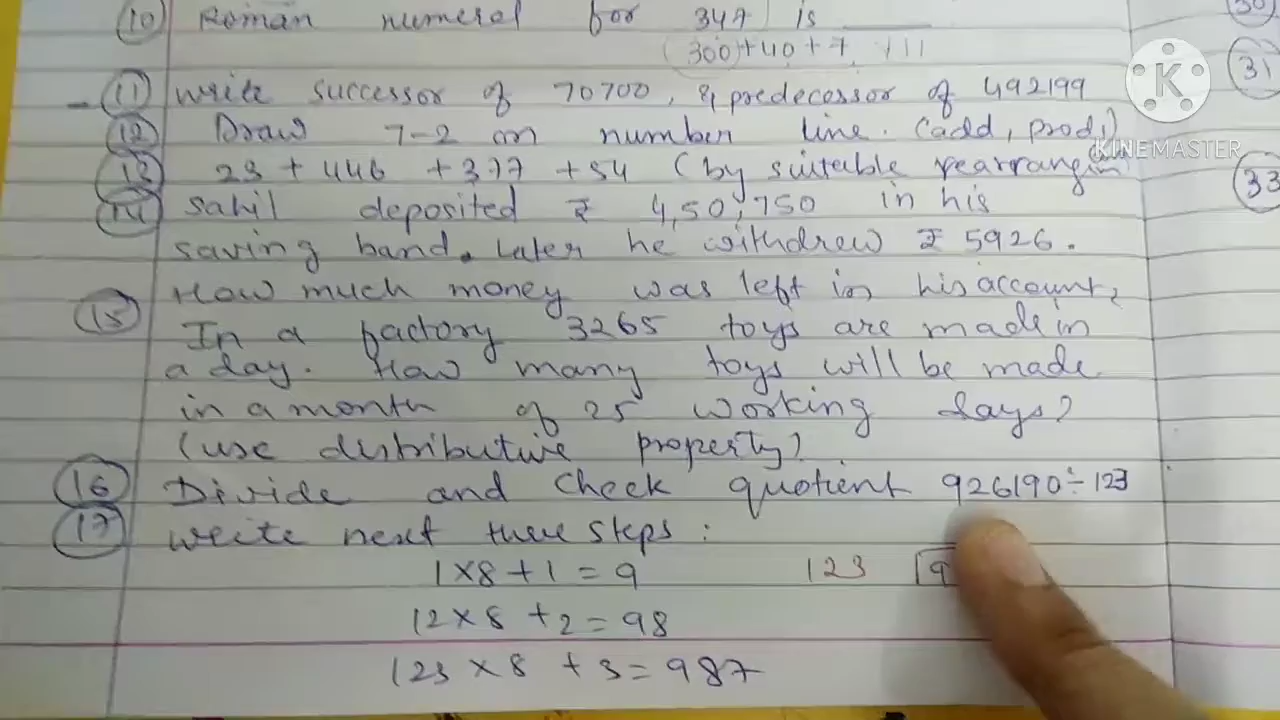 10 Roman numeral for 347 is
300+40+7
30
31
11 Write successor of 70700, & predecessor of 492199
12 Draw 7-2 on number line. (add, prod,)
KINEMASTER
13 23 + 446 + 377 + 54 (by suitable rearranging
33
14 Sahil deposited ₹ 4,50,750 in his
saving band. Later he withdrew ₹ 5926.
How much money was left in his account,
15 In a factory 3265 toys are made in
a day. How many toys will be made
in a month of 25 working days?
(use distributive property)
16 Divide and check quotient 926190÷123
17 Write next three steps:
1×8+1=9 123 9
12×8+2=98
123×8+3=987